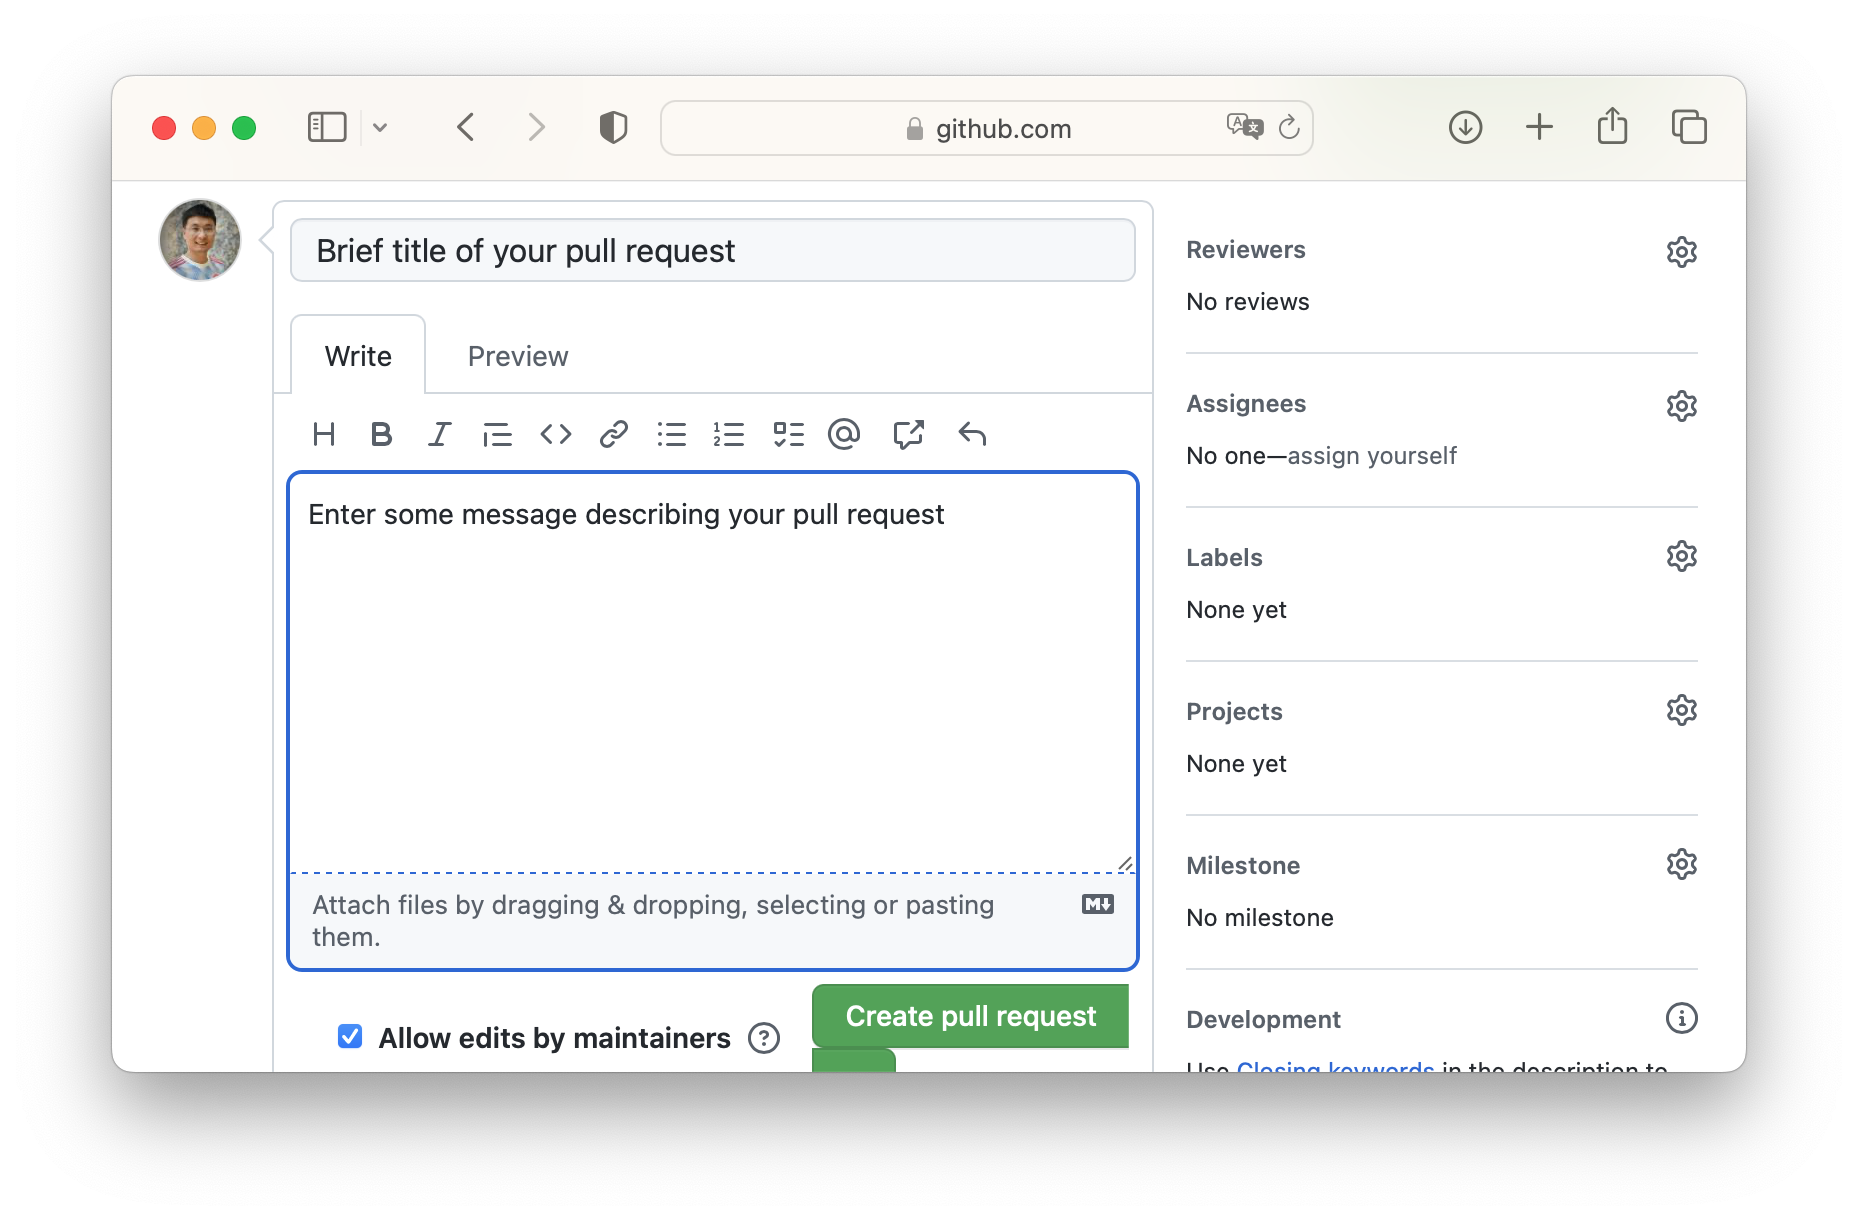 github.com
Brief title of your pull request
Write Preview
Enter some message describing your pull request
Attach files by dragging & dropping, selecting or pasting
them.
Allow edits by maintainers
Create pull request
Reviewers
No reviews
Assignees
No one—assign yourself
Labels
None yet
Projects
None yet
Milestone
No milestone
Development
Use Closing keywords in the description to